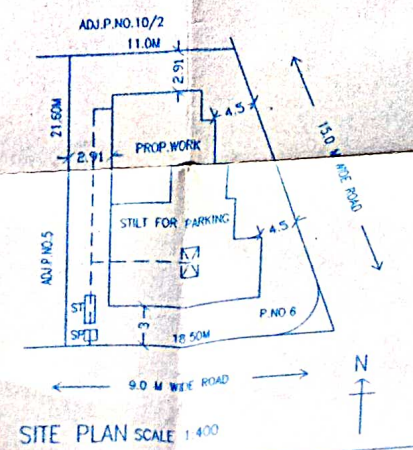 ADJ.P.NO.10/2
11.0M
2.91
21.60M
4.5
15.0 M WIDE ROAD
2.91
PROP.WORK
STILT FOR PARKING
4.5
ADJ.P.NO.5
ST
SP
3
P.NO 6
18.50M
9.0 M WIDE ROAD
N
SITE PLAN SCALE 1:400